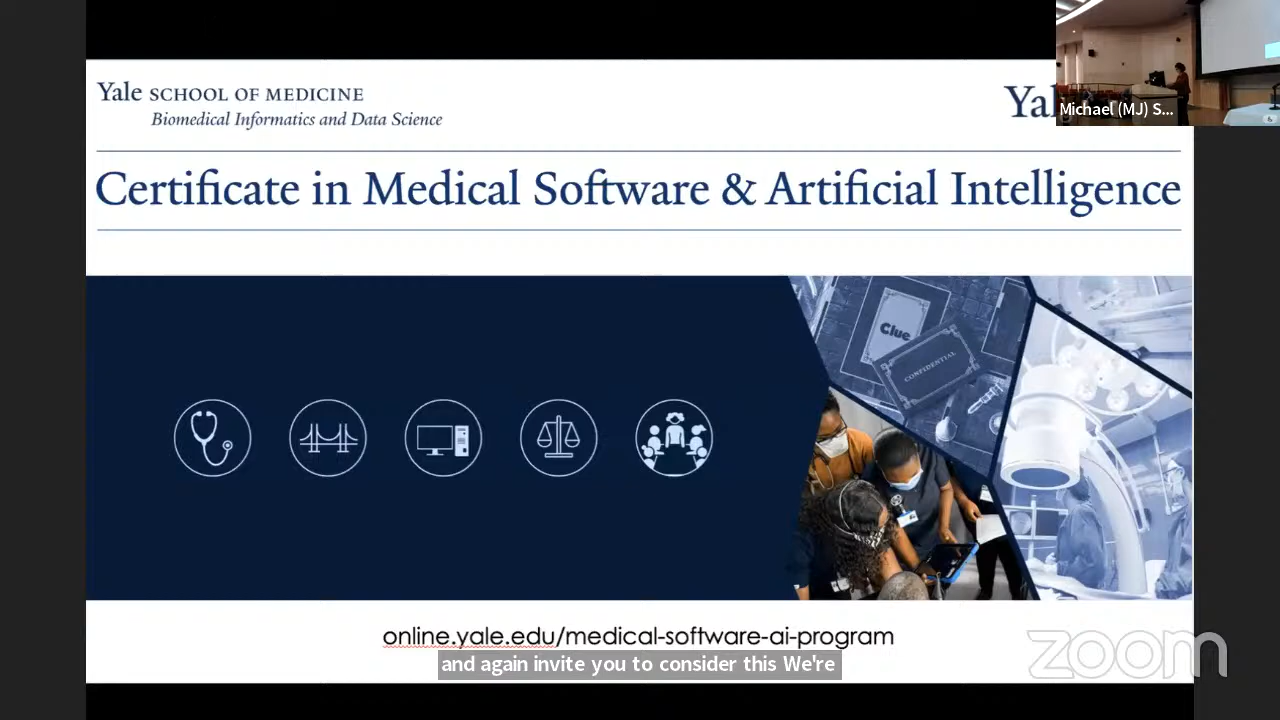 Yale SCHOOL OF MEDICINE
Biomedical Informatics and Data Science
Michael (MJ) S...
Certificate in Medical Software & Artificial Intelligence
Clue
CONFIDENTIAL
online.yale.edu/medical-software-ai-program
and again invite you to consider this We're
zoom